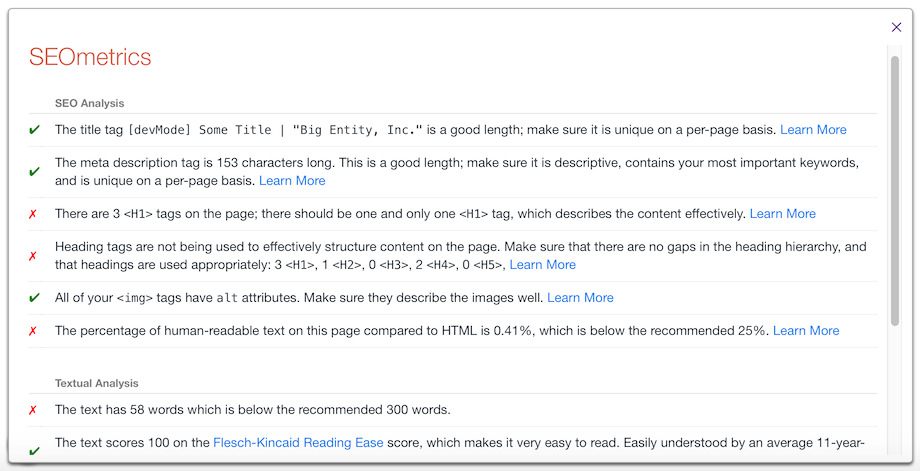 SEOmetrics
SEO Analysis
The title tag [devMode] Some Title | "Big Entity, Inc." is a good length; make sure it is unique on a per-page basis. Learn More
The meta description tag is 153 characters long. This is a good length; make sure it is descriptive, contains your most important keywords,
and is unique on a per-page basis. Learn More
There are 3 <H1> tags on the page; there should be one and only one <H1> tag, which describes the content effectively. Learn More
Heading tags are not being used to effectively structure content on the page. Make sure that there are no gaps in the heading hierarchy, and
that headings are used appropriately: 3 <H1>, 1 <H2>, 0 <H3>, 2 <H4>, 0 <H5>, Learn More
All of your <img> tags have alt attributes. Make sure they describe the images well. Learn More
The percentage of human-readable text on this page compared to HTML is 0.41%, which is below the recommended 25%. Learn More
Textual Analysis
The text has 58 words which is below the recommended 300 words.
The text scores 100 on the Flesch-Kincaid Reading Ease score, which makes it very easy to read. Easily understood by an average 11-year-